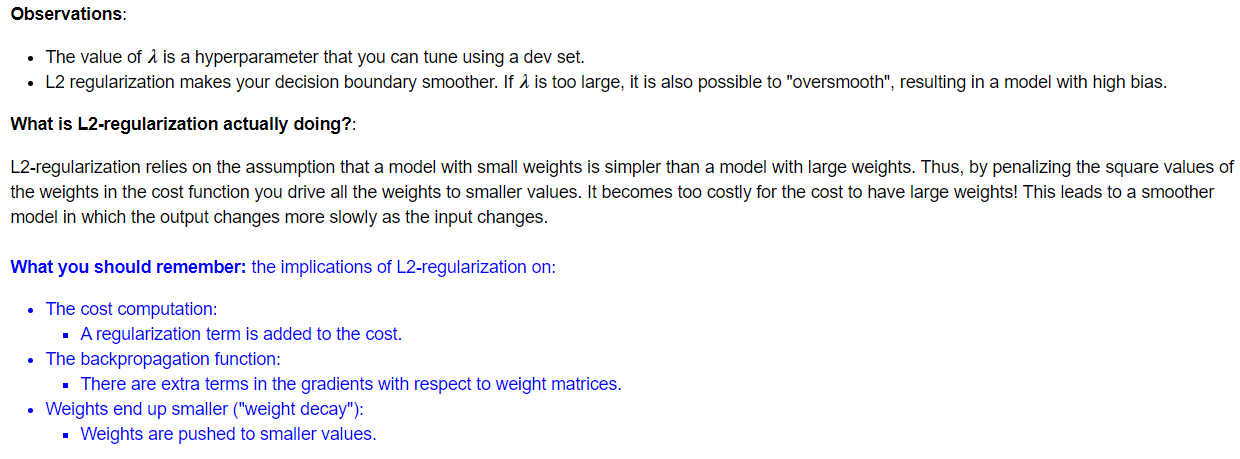 Observations:
• The value of λ is a hyperparameter that you can tune using a dev set.
• L2 regularization makes your decision boundary smoother. If λ is too large, it is also possible to "oversmooth", resulting in a model with high bias.
What is L2-regularization actually doing?:
L2-regularization relies on the assumption that a model with small weights is simpler than a model with large weights. Thus, by penalizing the square values of
the weights in the cost function you drive all the weights to smaller values. It becomes too costly for the cost to have large weights! This leads to a smoother
model in which the output changes more slowly as the input changes.
What you should remember: the implications of L2-regularization on:
• The cost computation:
▪ A regularization term is added to the cost.
• The backpropagation function:
▪ There are extra terms in the gradients with respect to weight matrices.
• Weights end up smaller ("weight decay"):
▪ Weights are pushed to smaller values.